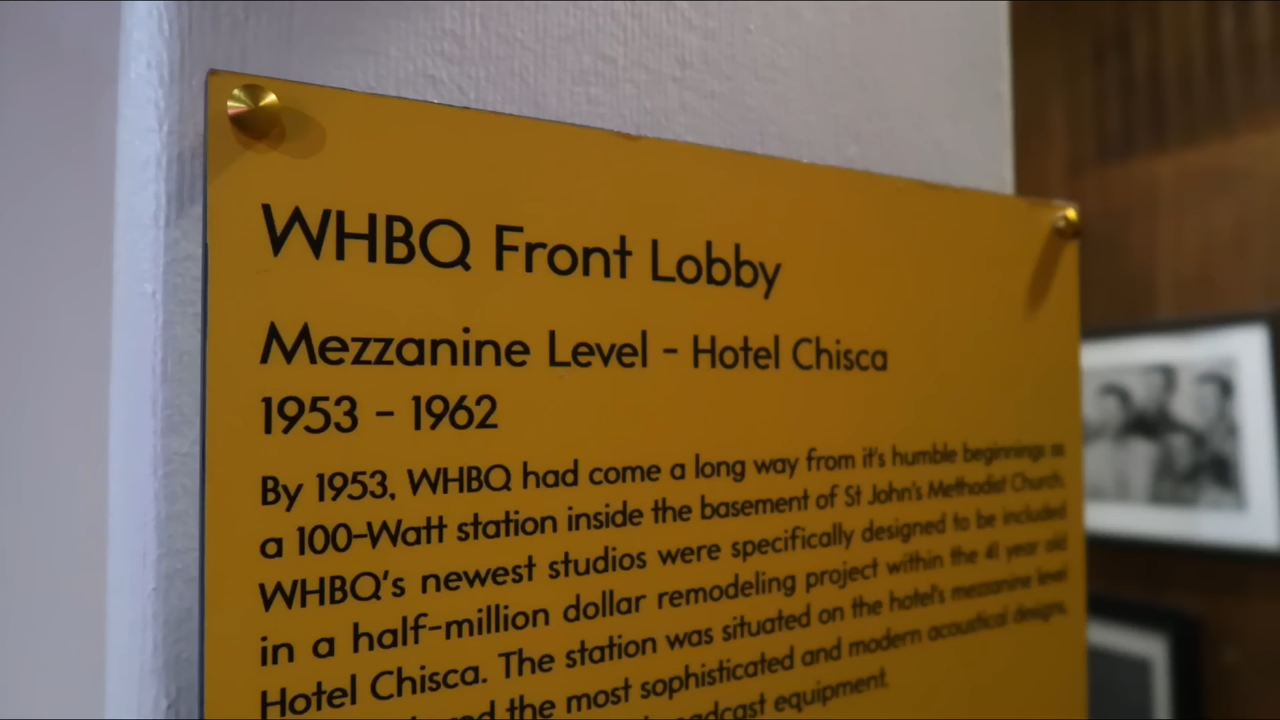 WHBQ Front Lobby
Mezzanine Level - Hotel Chisca
1953 - 1962
By 1953, WHBQ had come a long way from it's humble beginnings as
a 100-Watt station inside the basement of St John's Methodist Church.
WHBQ's newest studios were specifically designed to be included
in a half-million dollar remodeling project within the 41 year old
Hotel Chisca. The station was situated on the hotel's mezzanine level
the most sophisticated and modern acoustical designs,
equipment.